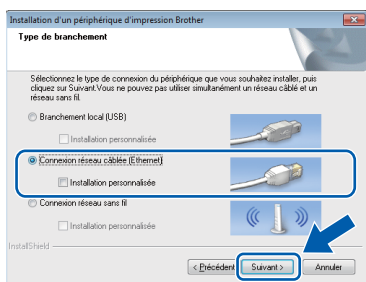 Installation d'un périphérique d'impression Brother
Type de branchement
Sélectionnez le type de connexion du périphérique que vous souhaitez installer, puis
cliquez sur Suivant.Vous ne pouvez pas utiliser simultanément un réseau câblé et un
réseau sans fil.
Branchement local (USB)
Installation personnalisée
Connexion réseau câblée (Ethernet)
Installation personnalisée
Connexion réseau sans fil
Installation personnalisée
InstallShield
< Précédent Suivant > Annuler